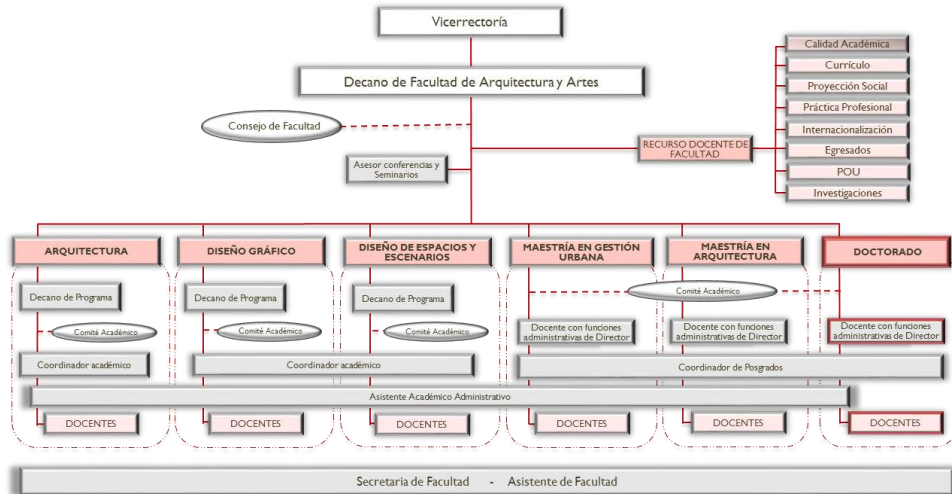 Vicerrectoría
Decano de Facultad de Arquitectura y Artes
Consejo de Facultad
Asesor conferencias y
Seminarios
RECURSO DOCENTE DE
FACULTAD
Calidad Académica
Currículo
Proyección Social
Práctica Profesional
Internacionalización
Egresados
POU
Investigaciones
ARQUITECTURA
DISEÑO GRÁFICO
DISEÑO DE ESPACIOS Y
ESCENARIOS
MAESTRÍA EN GESTIÓN
URBANA
MAESTRÍA EN
ARQUITECTURA
DOCTORADO
Decano de Programa
Decano de Programa
Decano de Programa
Comité Académico
Comité Académico
Comité Académico
Comité Académico
Docente con funciones
administrativas de Director
Docente con funciones
administrativas de Director
Docente con funciones
administrativas de Director
Coordinador académico
Coordinador académico
Coordinador de Posgrados
Asistente Académico Administrativo
DOCENTES
DOCENTES
DOCENTES
DOCENTES
DOCENTES
DOCENTES
Secretaria de Facultad - Asistente de Facultad